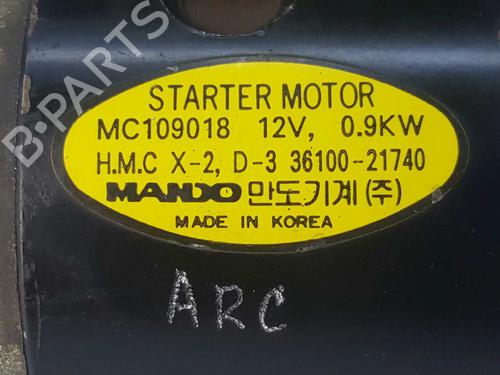 B-PARTS
STARTER MOTOR
MC109018 12V, 0.9KW
H.M.C X-2, D-3 36100-21740
MANDO 만도기계(주)
MADE IN KOREA
ARC